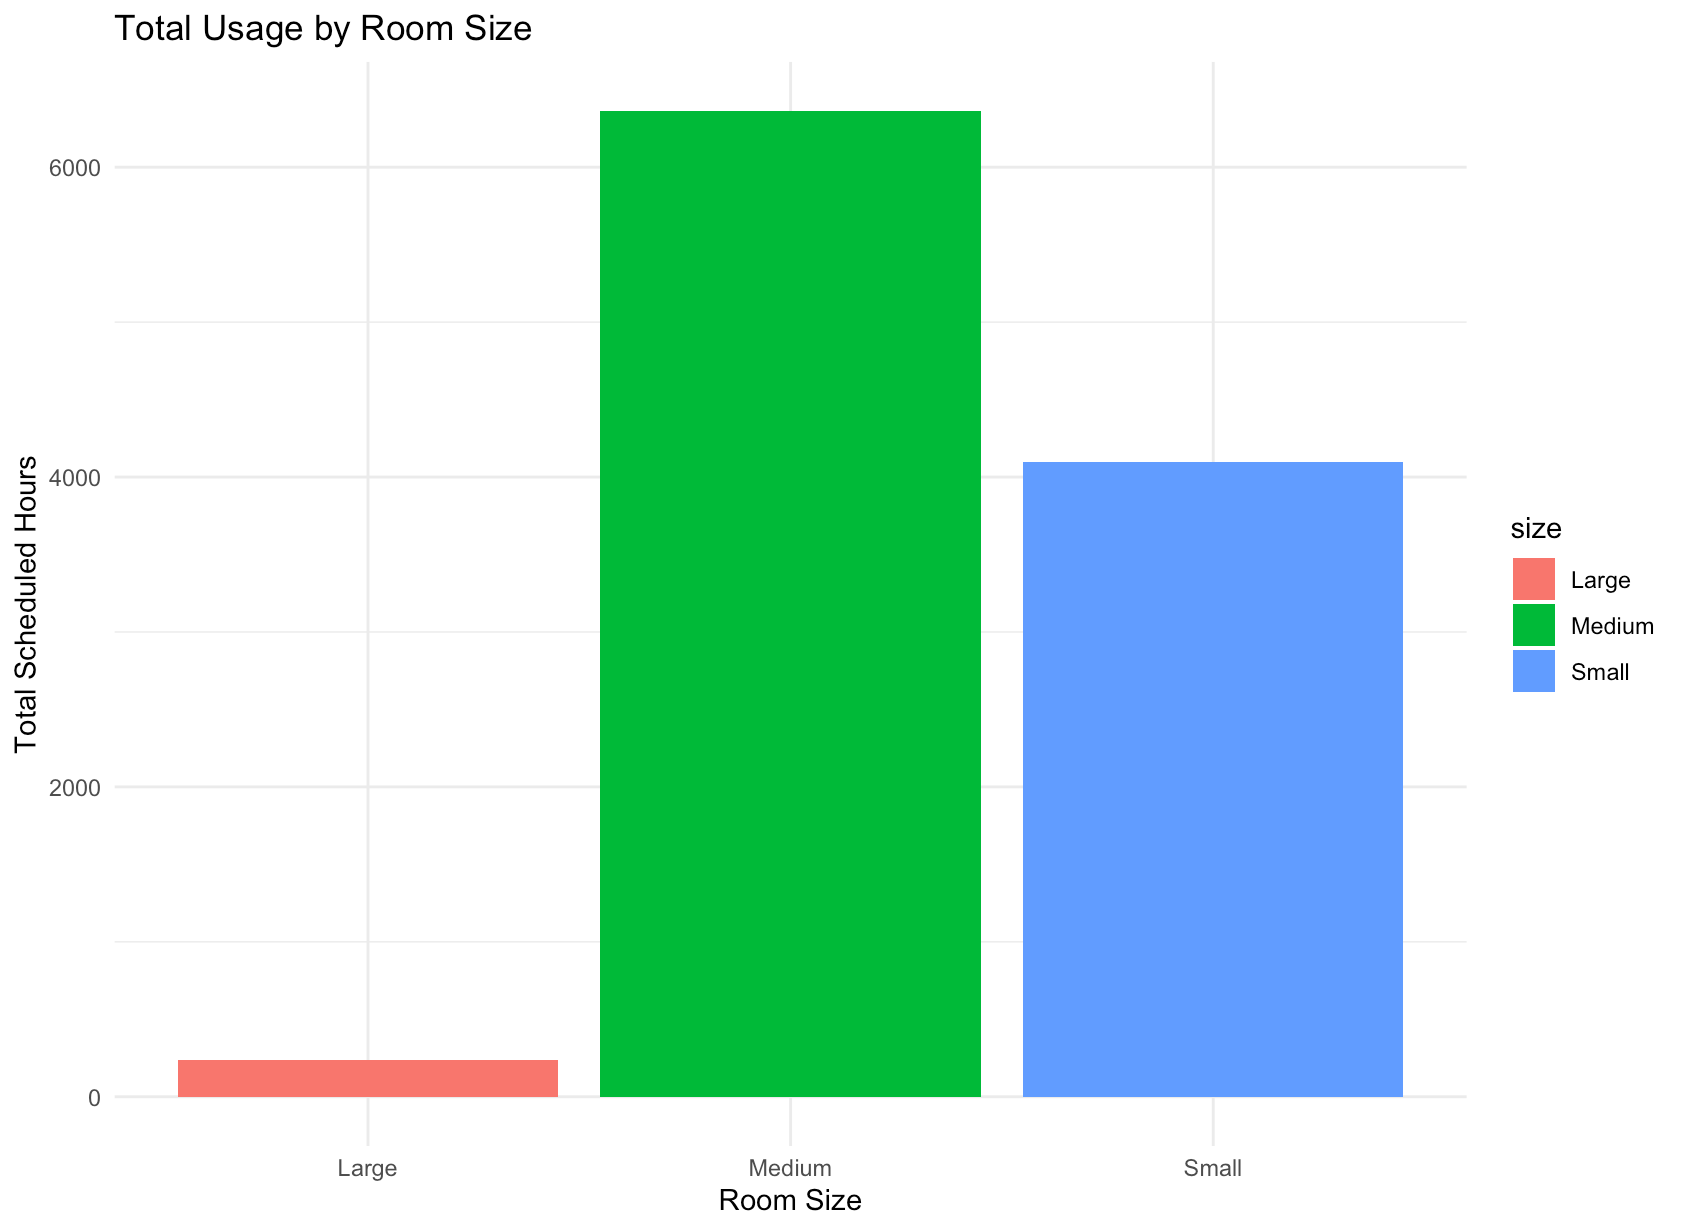 Total Usage by Room Size
Total Scheduled Hours
6000
4000
2000
0
Large
Medium
Small
Room Size
size
Large
Medium
Small